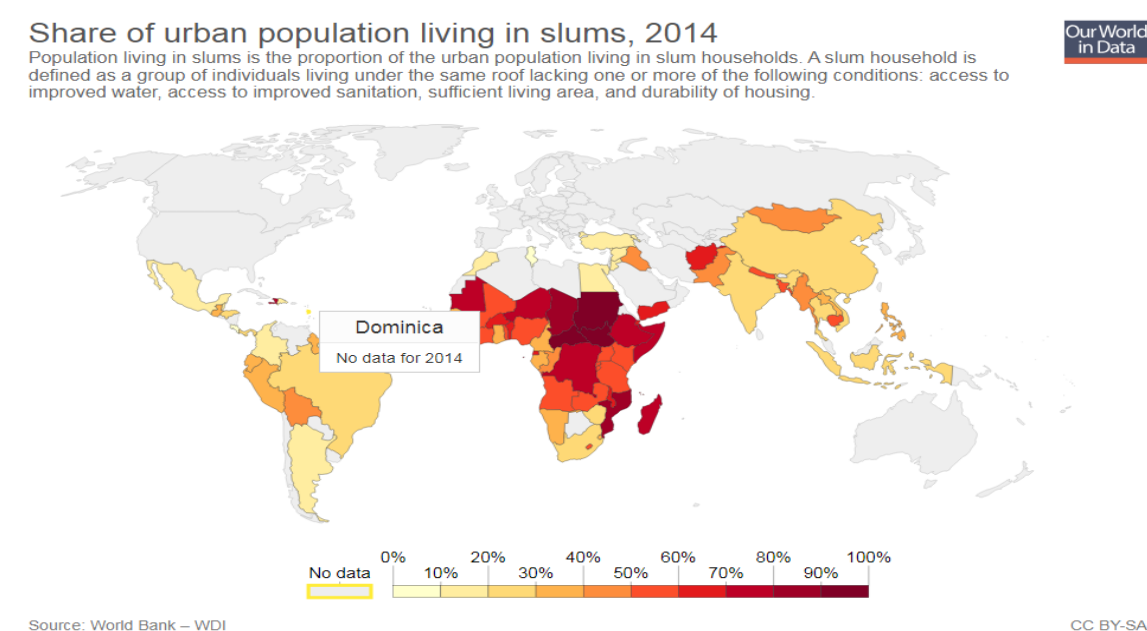 Share of urban population living in slums, 2014
Our World
in Data
Population living in slums is the proportion of the urban population living in slum households. A slum household is
defined as a group of individuals living under the same roof lacking one or more of the following conditions: access to
improved water, access to improved sanitation, sufficient living area, and durability of housing.
Dominica
No data for 2014
No data
0% 20% 40% 60% 80% 100%
10% 30% 50% 70% 90%
Source: World Bank – WDI
CC BY-SA